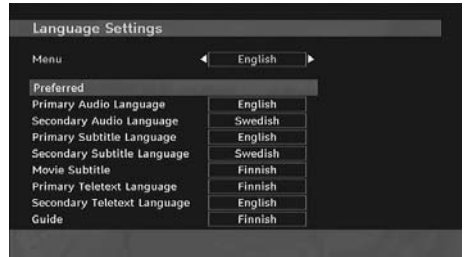 Language Settings
Menu English
Preferred
Primary Audio Language English
Secondary Audio Language Swedish
Primary Subtitle Language English
Secondary Subtitle Language Swedish
Movie Subtitle Finnish
Primary Teletext Language Finnish
Secondary Teletext Language English
Guide Finnish